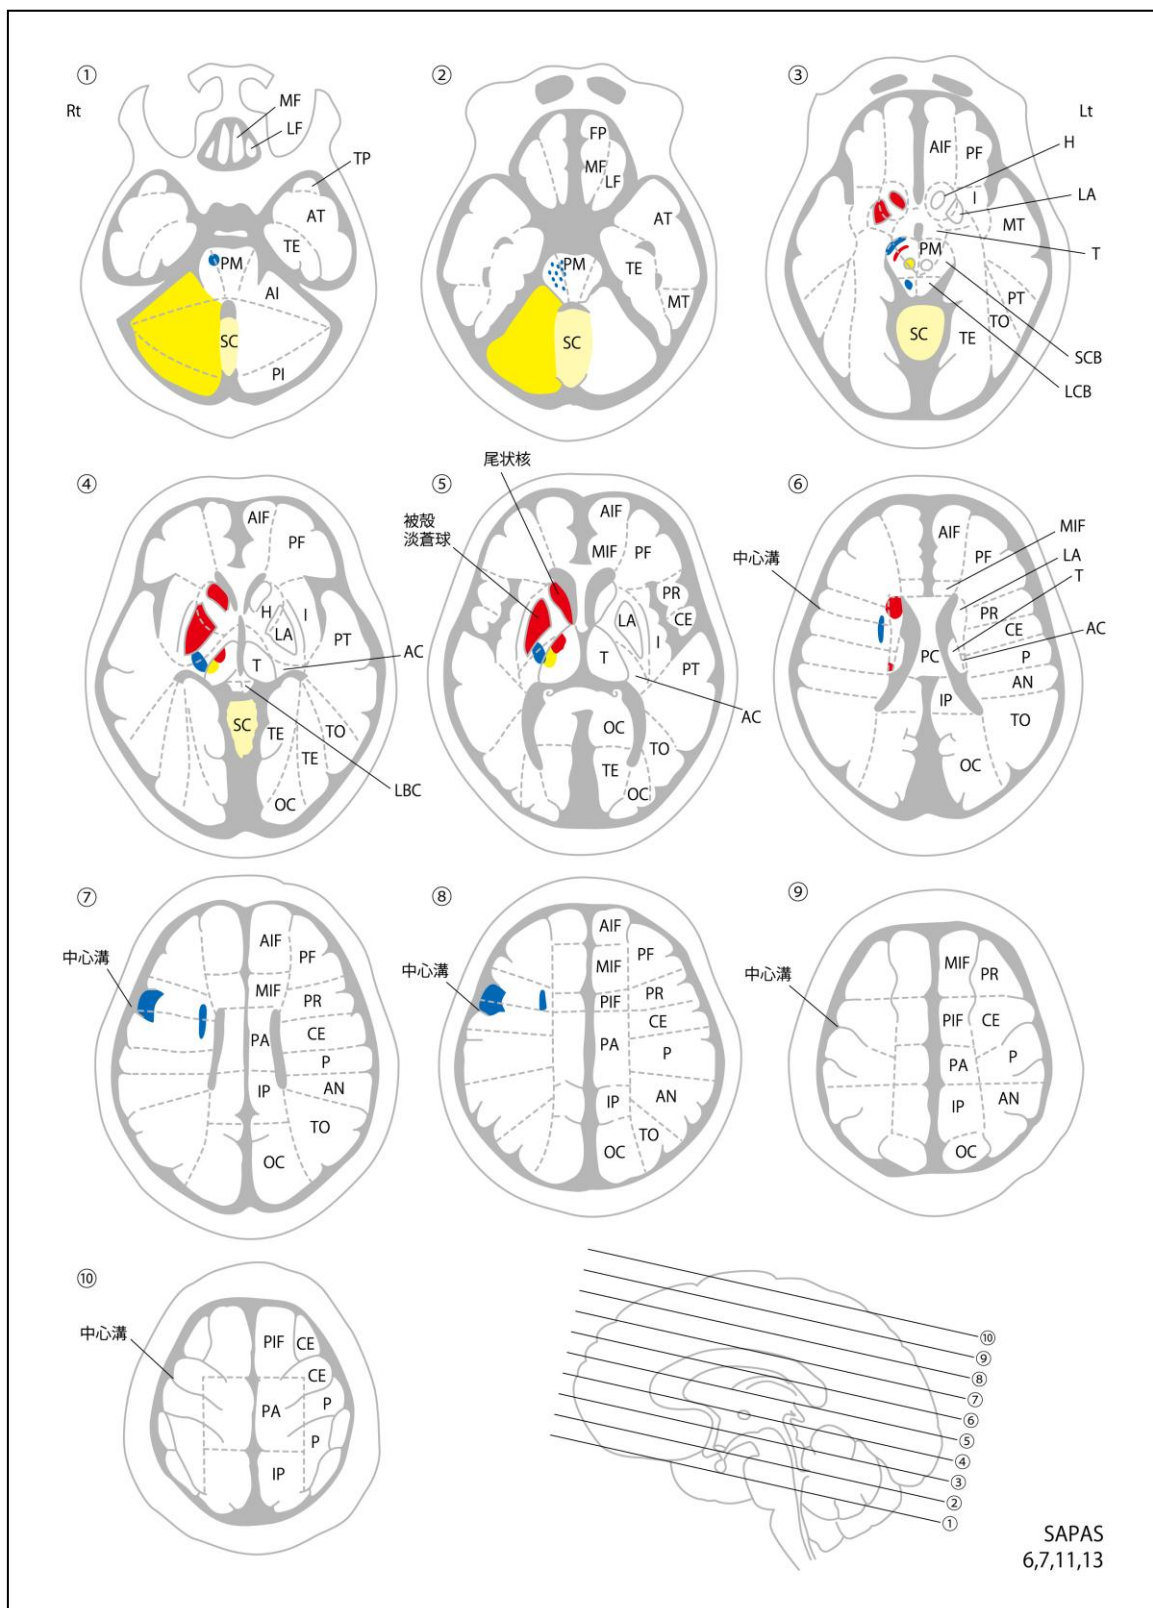 ①
Rt
MF
LF
TP
AT
TE
PM
AI
SC
PI
②
FP
MF
LF
AT
PM
TE
MT
SC
③
Lt
AIF
PF
H
I
LA
MT
PM
T
PT
TO
SC
TE
SCB
LCB
④
AIF
PF
H
I
LA
PT
T
AC
SC
TE
TO
TE
LBC
OC
⑤
尾状核
被殻
淡蒼球
AIF
MIF
PF
PR
CE
LA
I
T
PT
AC
OC
TO
TE
OC
⑥
中心溝
AIF
MIF
PF
LA
T
PR
CE
AC
PC
P
AN
IP
TO
OC
⑦
中心溝
AIF
PF
MIF
PR
PA
CE
P
IP
AN
TO
OC
⑧
中心溝
AIF
MIF
PF
PIF
PR
CE
PA
P
IP
AN
TO
OC
⑨
中心溝
MIF
PR
PIF
CE
PA
P
IP
AN
OC
⑩
中心溝
PIF
CE
CE
PA
P
P
IP
⑩
⑨
⑧
⑦
⑥
⑤
④
③
②
①
SAPAS
6,7,11,13